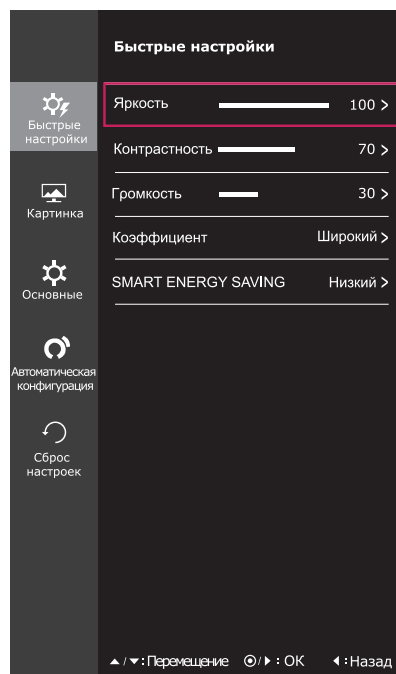 Быстрые настройки
Быстрые
настройки
Картинка
Основные
Автоматическая
конфигурация
Сброс
настроек
Яркость 100 >
Контрастность 70 >
Громкость 30 >
Коэффициент Широкий >
SMART ENERGY SAVING Низкий >
▲/▼:Перемещение ⦿/▶ : ОК ◀ :Назад